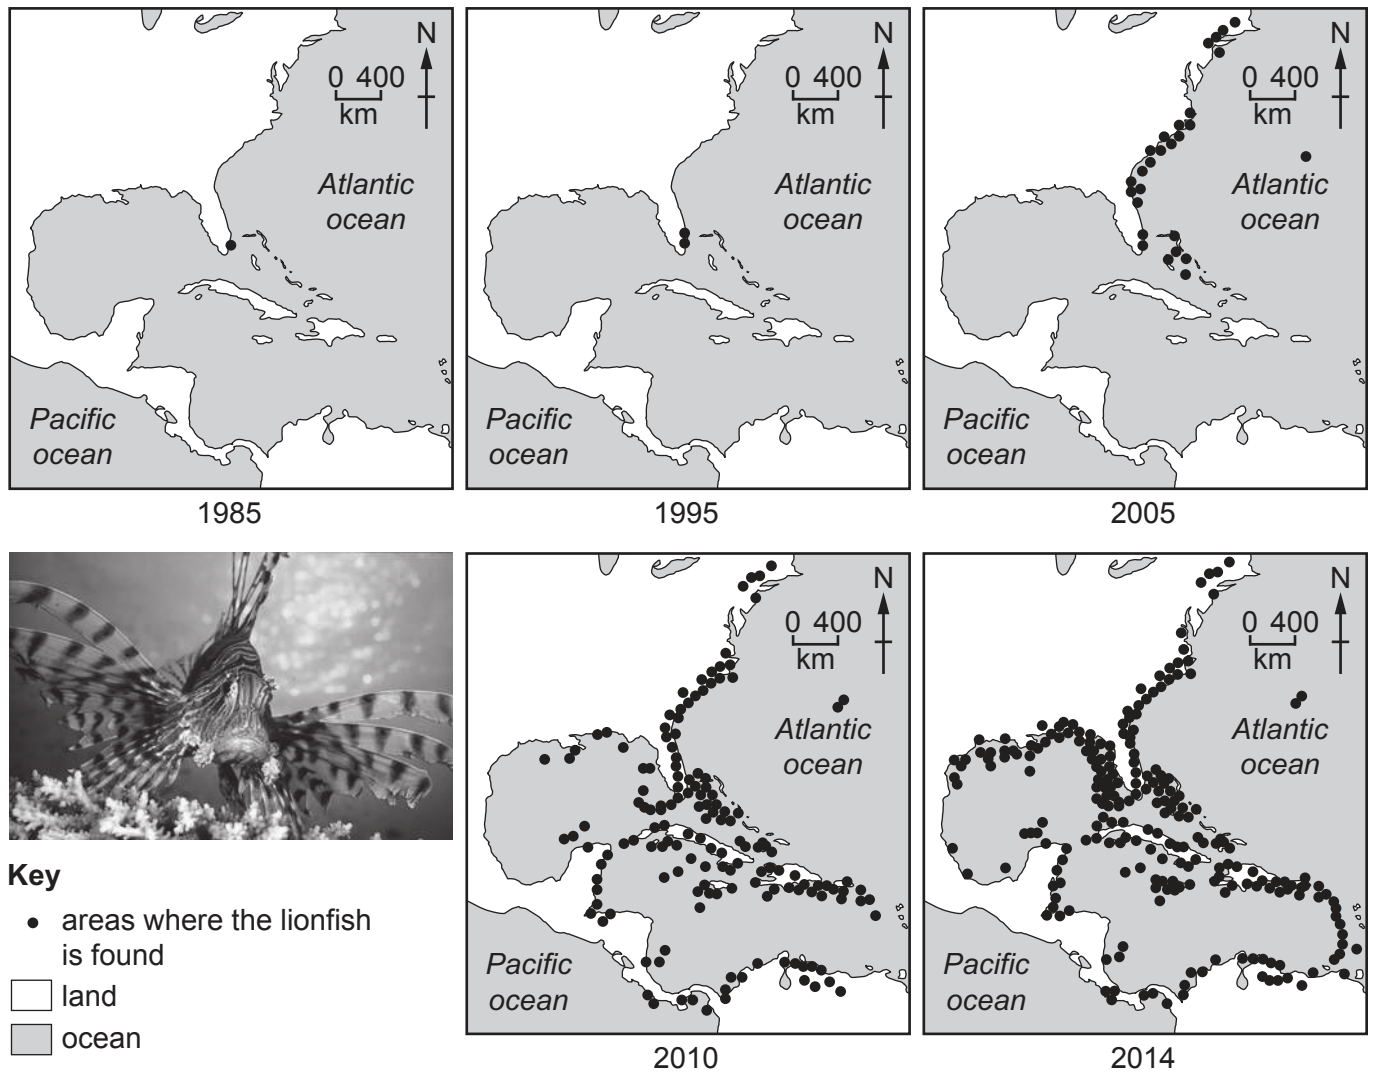 N
0 400
km
Atlantic
ocean
Pacific
ocean
1985
N
0 400
km
Atlantic
ocean
Pacific
ocean
1995
N
0 400
km
Atlantic
ocean
Pacific
ocean
2005
Key
areas where the lionfish
is found
land
ocean
N
0 400
km
Atlantic
ocean
Pacific
ocean
2010
N
0 400
km
Atlantic
ocean
Pacific
ocean
2014